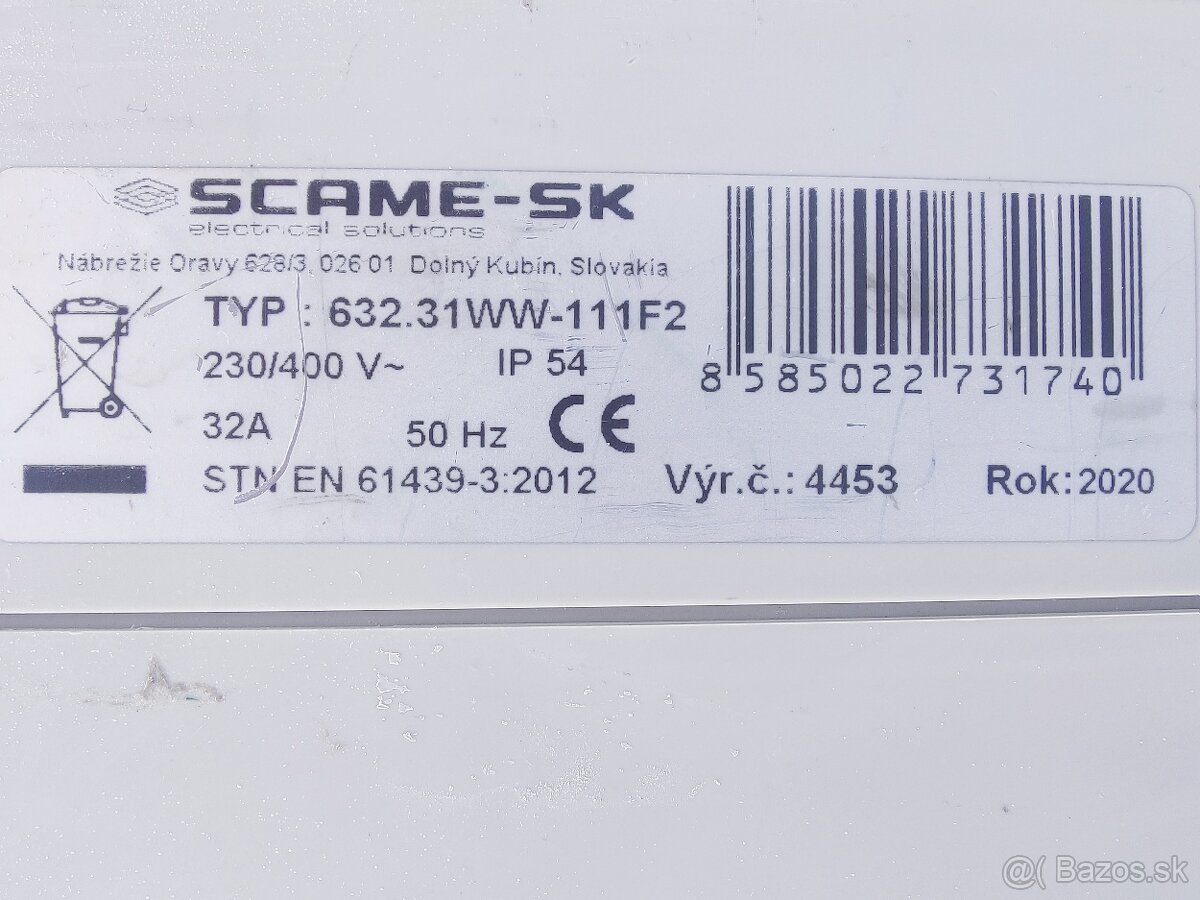 SCAME-SK
electrical solutions
Nábrežie Oravy 628/3, 026 01 Dolný Kubín, Slovakia
TYP : 632.31WW-111F2
230/400 V~ IP 54
32A 50 Hz CE
STN EN 61439-3:2012 Výr.č.: 4453 Rok: 2020
8 585022 731740
@( Bazos.sk